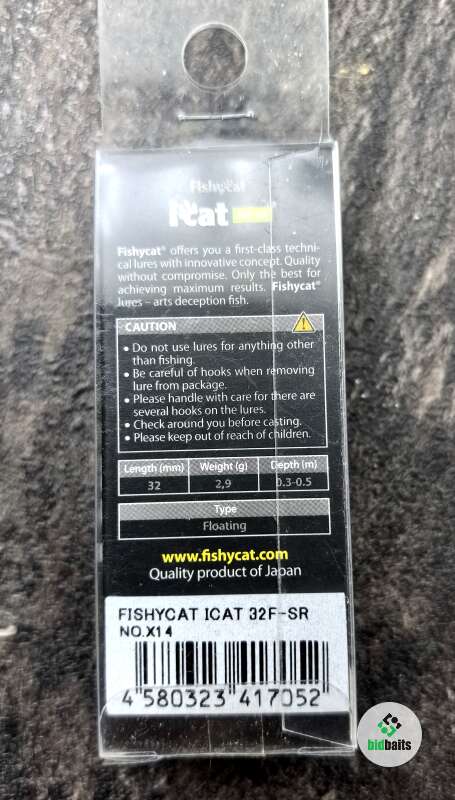 Fishycat
iCat
Fishycat® offers you a first-class techni-
cal lures with innovative concept. Quality
without compromise. Only the best for
achieving maximum results. Fishycat®
lures – arts deception fish.
CAUTION
• Do not use lures for anything other
than fishing.
• Be careful of hooks when removing
lure from package.
• Please handle with care for there are
several hooks on the lures.
• Check around you before casting.
• Please keep out of reach of children.
Length (mm) Weight (g) Depth (m)
32 2,9 0.3-0.5
Type
Floating
www.fishycat.com
Quality product of Japan
FISHYCAT ICAT 32F-SR
NO.X14
4 580323 417052
bidbaits